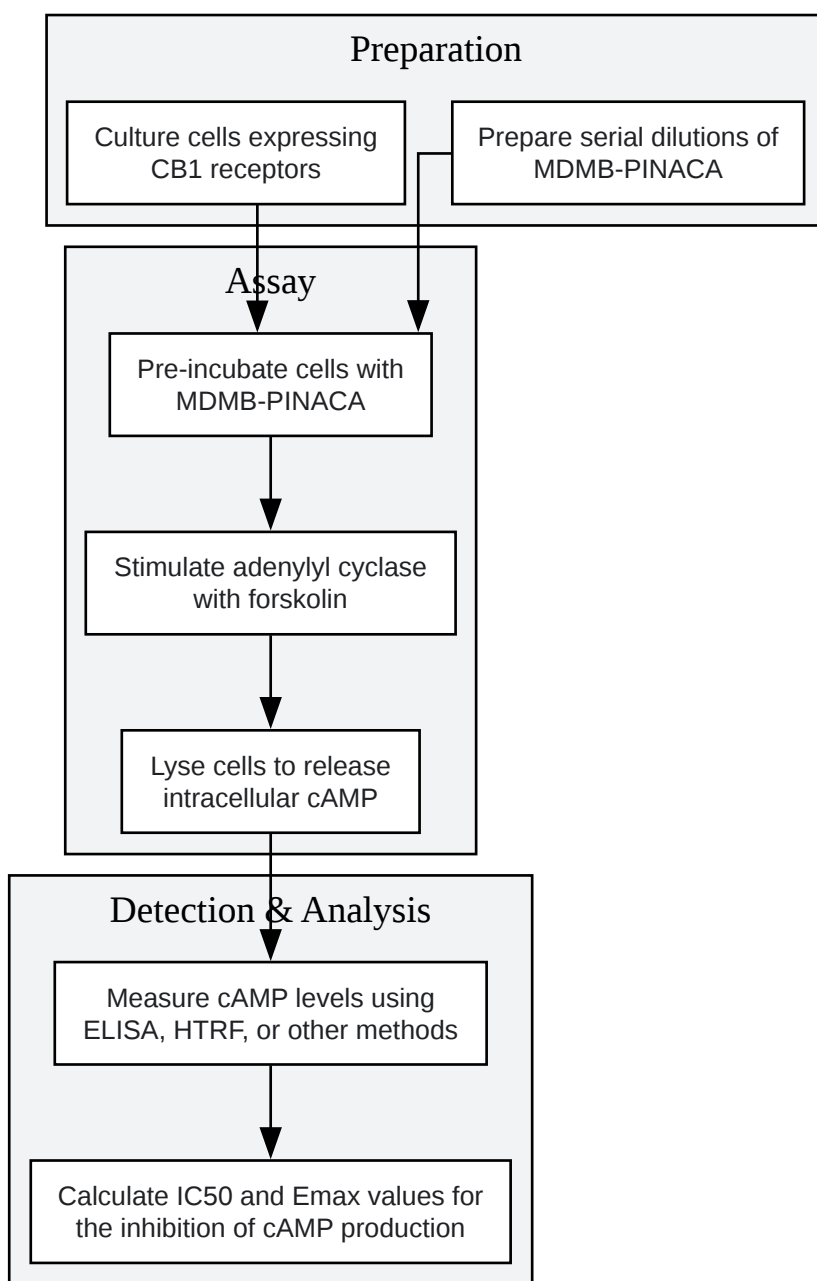 Preparation
Culture cells expressing
CB1 receptors
Prepare serial dilutions of
MDMB-PINACA
Assay
Pre-incubate cells with
MDMB-PINACA
Stimulate adenylyl cyclase
with forskolin
Lyse cells to release
intracellular cAMP
Detection & Analysis
Measure cAMP levels using
ELISA, HTRF, or other methods
Calculate IC50 and Emax values for
the inhibition of cAMP production